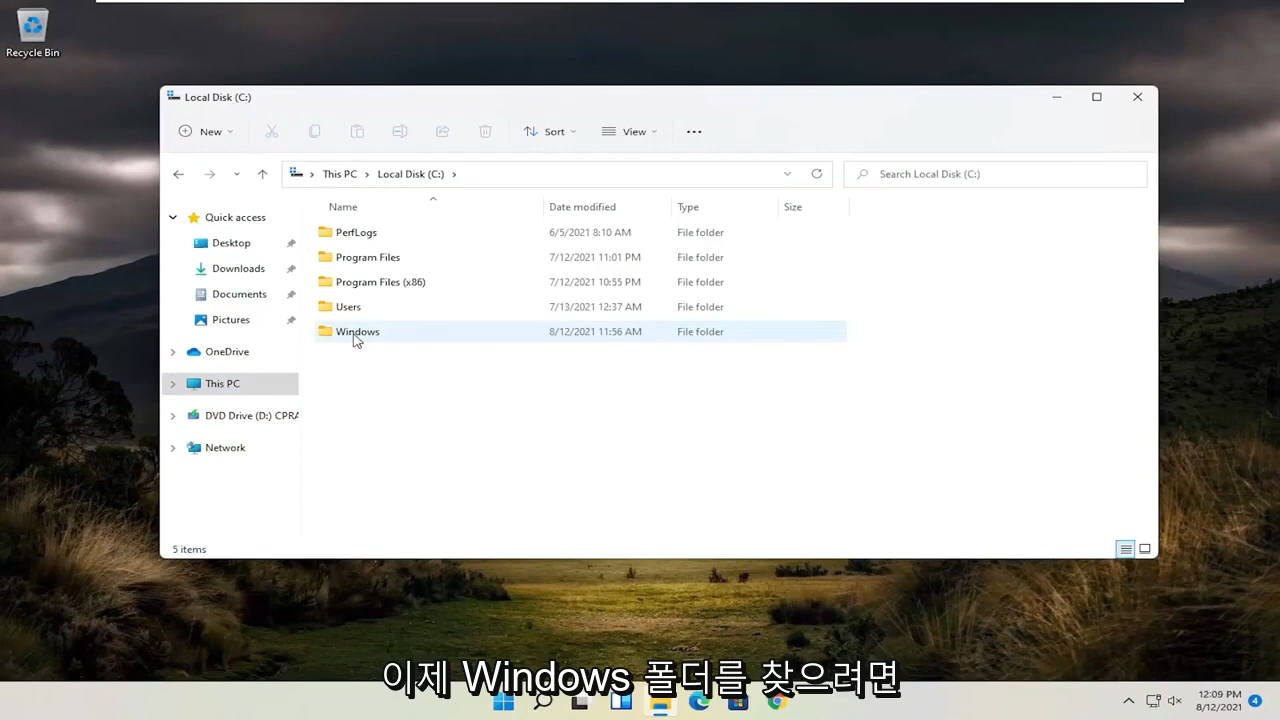 Recycle Bin
Local Disk (C:)
New
Sort
View
This PC
Local Disk (C:)
Search Local Disk (C:)
Name
Date modified
Type
Size
Quick access
Desktop
Downloads
Documents
Pictures
OneDrive
This PC
DVD Drive (D:) CPRA
Network
PerfLogs 6/5/2021 8:10 AM File folder
Program Files 7/12/2021 11:01 PM File folder
Program Files (x86) 7/12/2021 10:55 PM File folder
Users 7/13/2021 12:37 AM File folder
Windows 8/12/2021 11:56 AM File folder
5 items
이제 Windows 폴더를 찾으려면
12:09 PM
8/12/2021
4